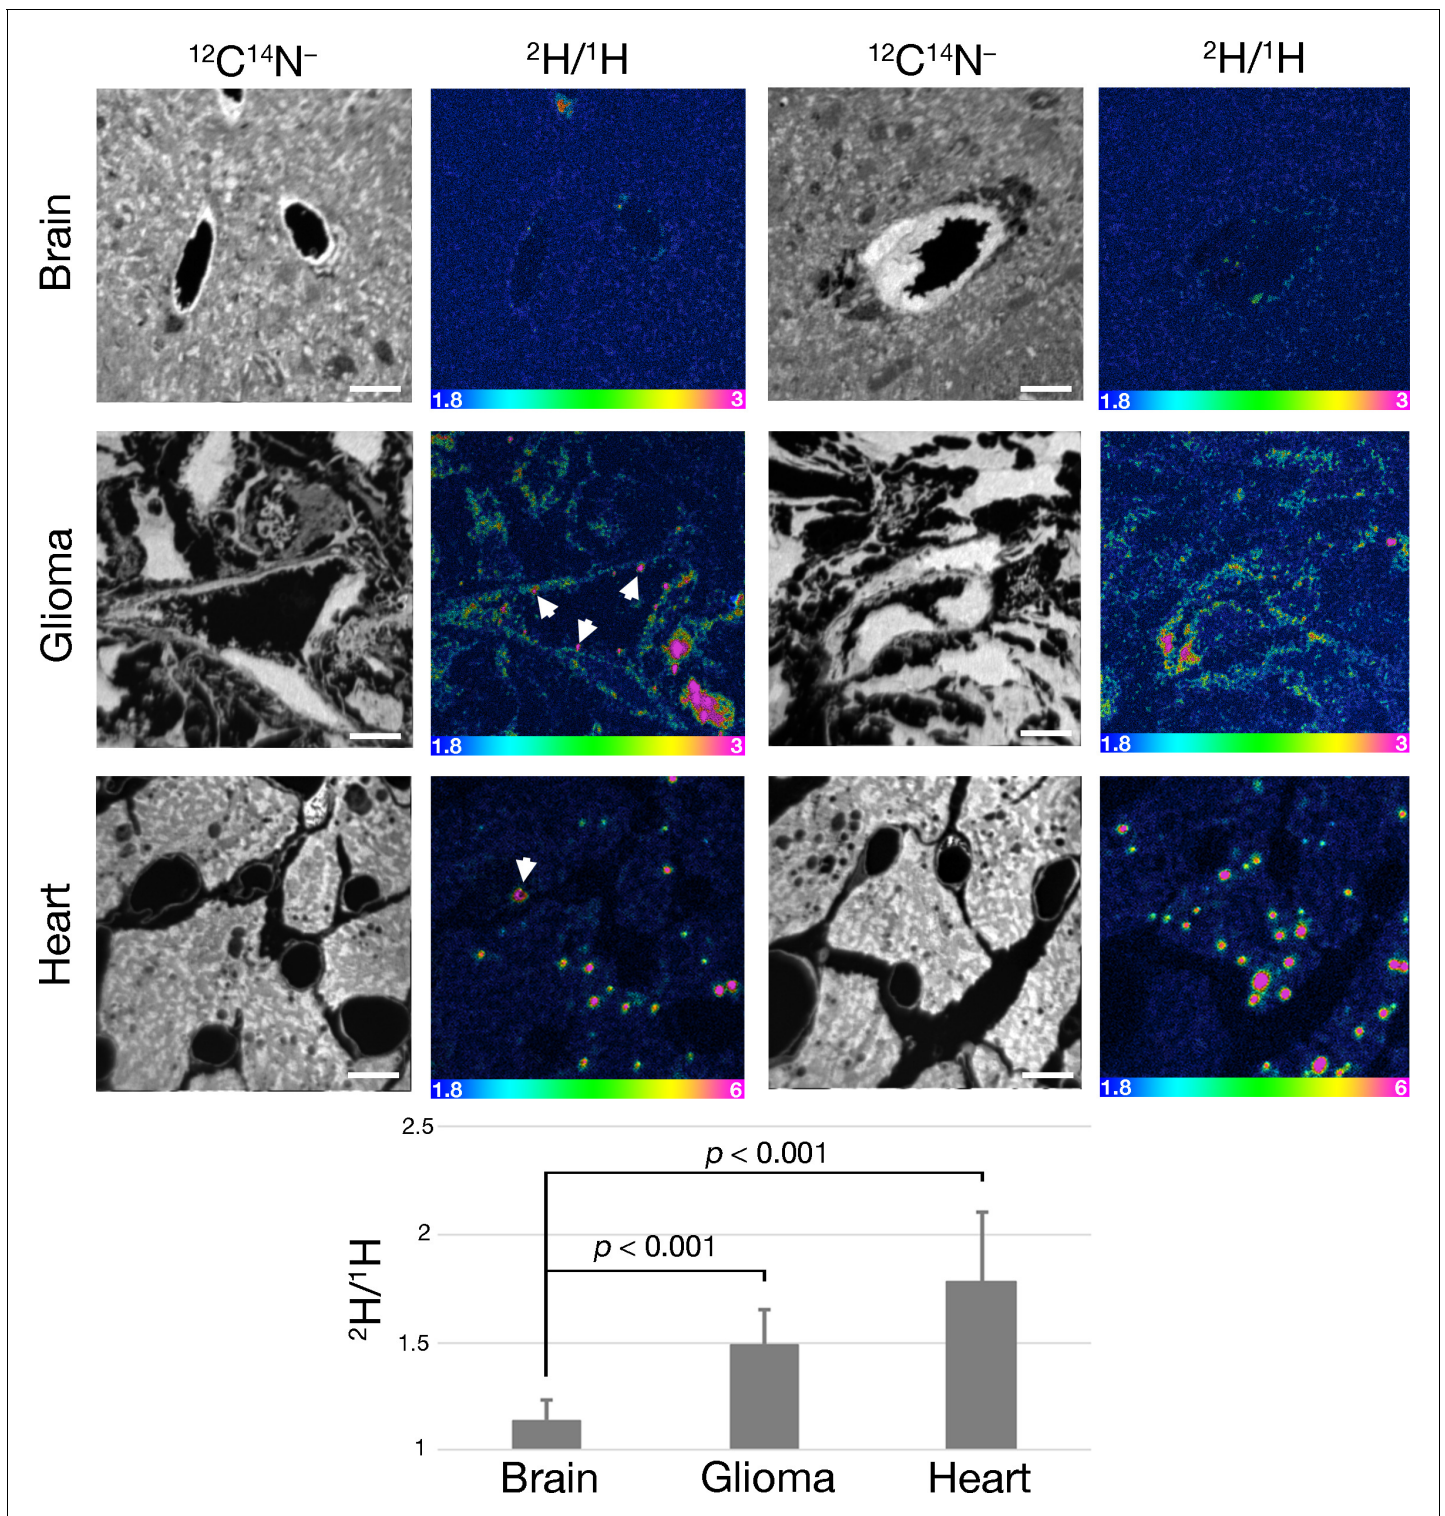 ¹²C¹⁴N⁻ ²H/¹H ¹²C¹⁴N⁻ ²H/¹H
Brain
1.8 3 1.8 3
Glioma
1.8 3 1.8 3
Heart
1.8 6 1.8 6
2.5
p < 0.001
2
p < 0.001
²H/¹H
1.5
1
Brain Glioma Heart